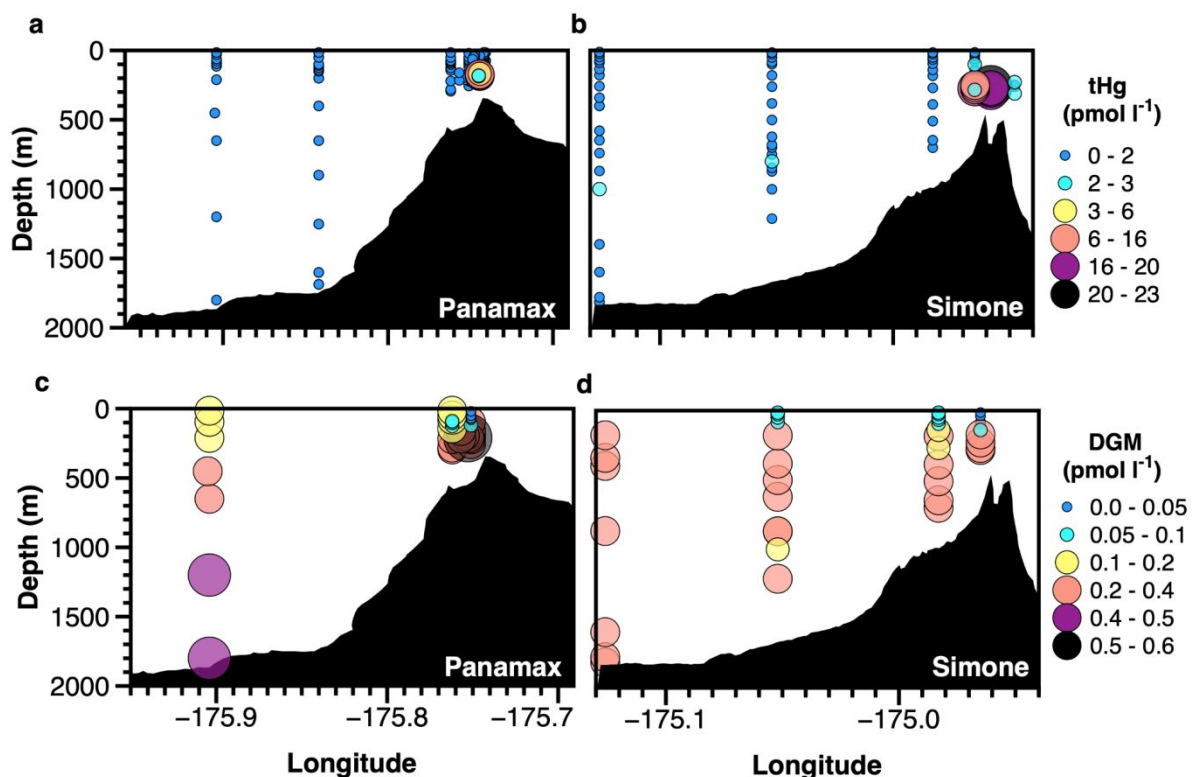 a
b
0
500
1000
1500
2000
Depth (m)
Panamax
Simone
tHg
(pmol l⁻¹)
0 - 2
2 - 3
3 - 6
6 - 16
16 - 20
20 - 23
c
d
0
500
1000
1500
2000
Depth (m)
Panamax
Simone
DGM
(pmol l⁻¹)
0.0 - 0.05
0.05 - 0.1
0.1 - 0.2
0.2 - 0.4
0.4 - 0.5
0.5 - 0.6
−175.9 −175.8 −175.7
−175.1 −175.0
Longitude
Longitude